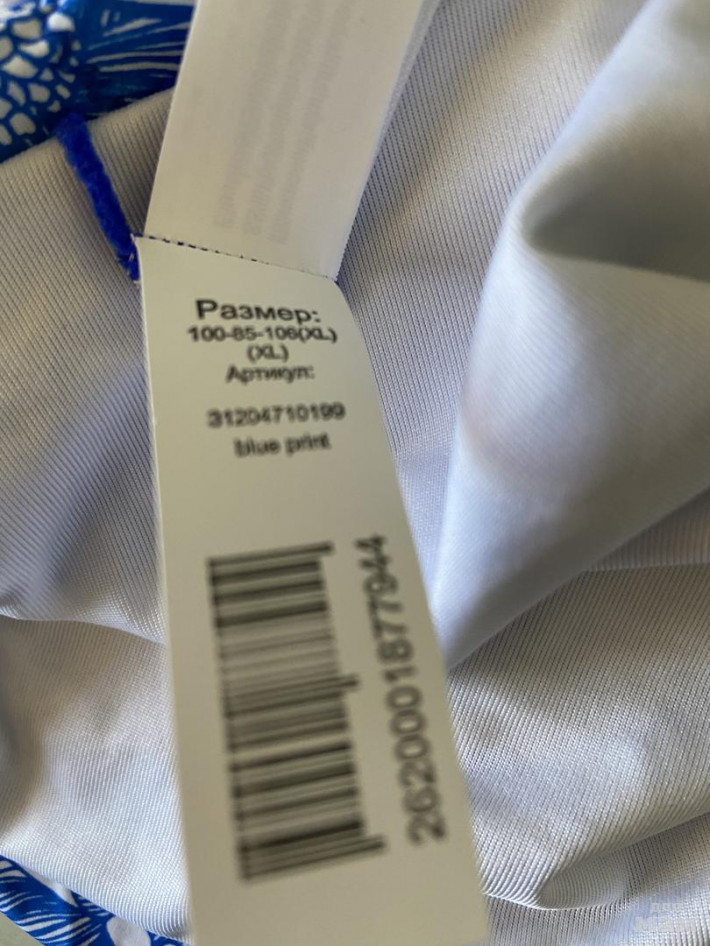 Размер:
100-85-106(XL)
(XL)
Артикул:
31204710199
blue print
2620001877944